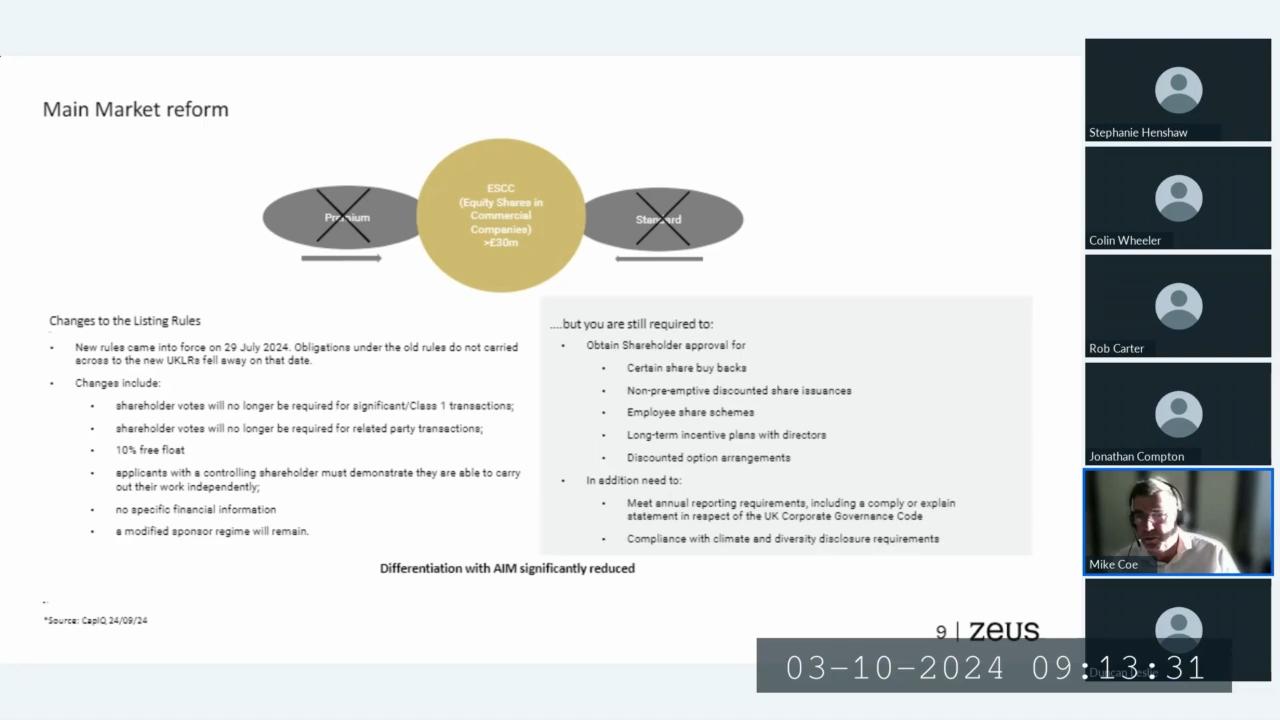 Main Market reform
Premium
ESCC
(Equity Shares in
Commercial
Companies)
>£30m
Standard
Changes to the Listing Rules
• New rules came into force on 29 July 2024. Obligations under the old rules do not carried
across to the new UKLRs fell away on that date.
• Changes include:
• shareholder votes will no longer be required for significant/Class 1 transactions;
• shareholder votes will no longer be required for related party transactions;
• 10% free float
• applicants with a controlling shareholder must demonstrate they are able to carry
out their work independently;
• no specific financial information
• a modified sponsor regime will remain.
....but you are still required to:
• Obtain Shareholder approval for
• Certain share buy backs
• Non-pre-emptive discounted share issuances
• Employee share schemes
• Long-term incentive plans with directors
• Discounted option arrangements
• In addition need to:
• Meet annual reporting requirements, including a comply or explain
statement in respect of the UK Corporate Governance Code
• Compliance with climate and diversity disclosure requirements
Differentiation with AIM significantly reduced
*Source: CapIQ 24/09/24
9 | zeus
Stephanie Henshaw
Colin Wheeler
Rob Carter
Jonathan Compton
Mike Coe
Duncan Leslie
03-10-2024 09:13:31